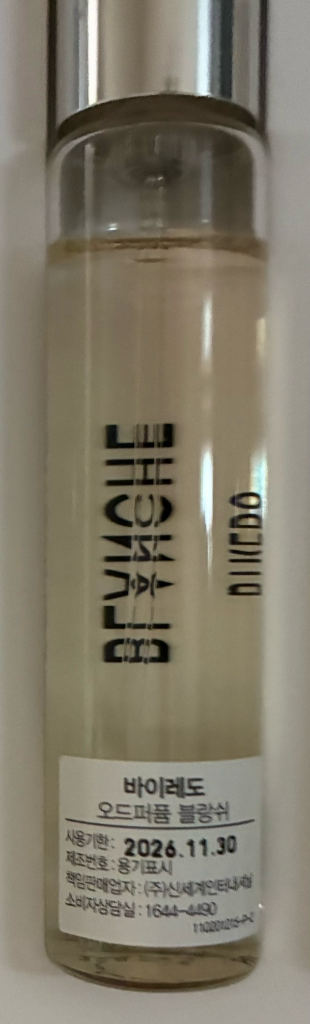 BLANCHE
BYREDO
바이레도
오드퍼퓸 블랑쉬
사용기한: 2026.11.30
제조번호: 용기표시
책임판매업자: (주)신세계인터내셔날
소비자상담실: 1644-4490